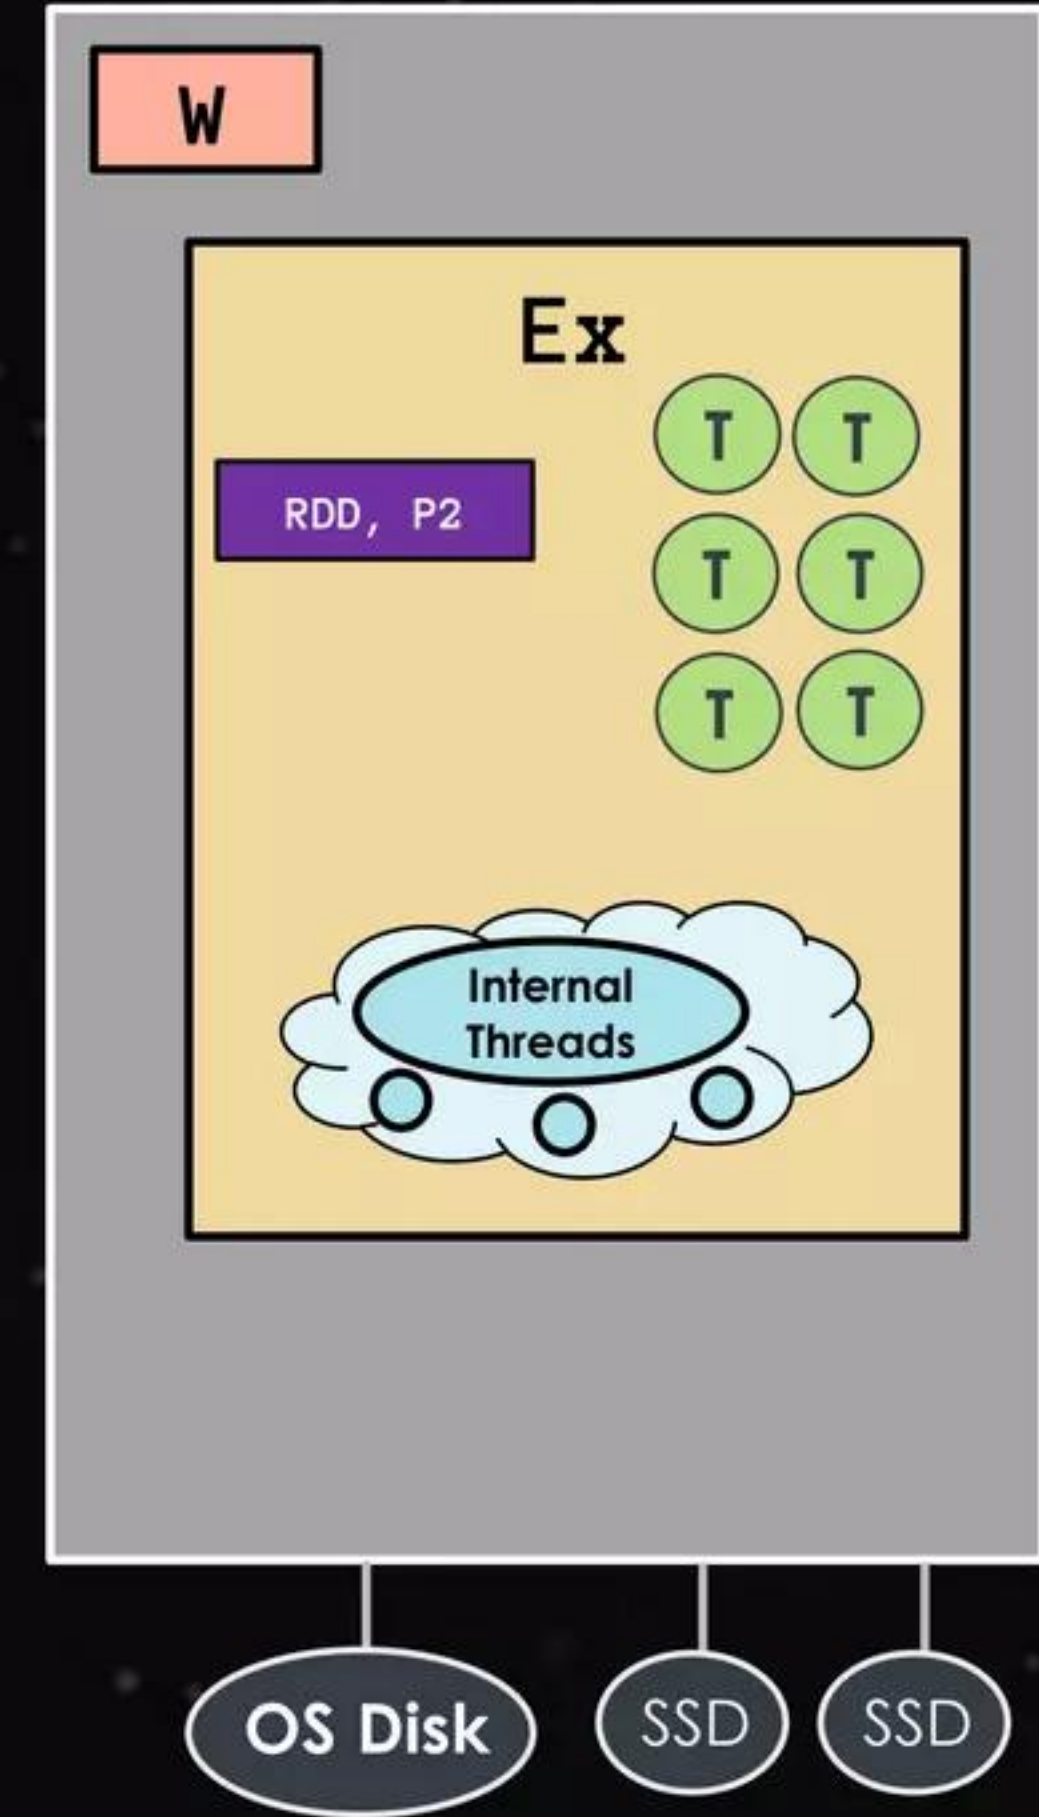 W
Ex
T T
RDD, P2
T T
T T
Internal
Threads
OS Disk
SSD
SSD